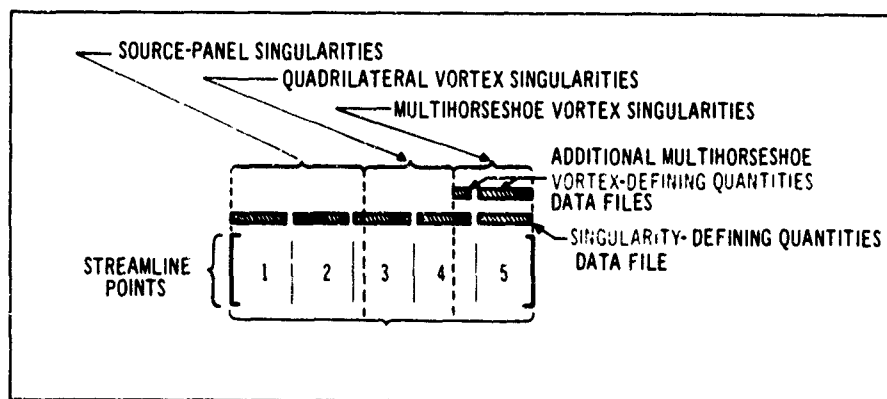 SOURCE-PANEL SINGULARITIES
QUADRILATERAL VORTEX SINGULARITIES
MULTIHORSESHOE VORTEX SINGULARITIES
ADDITIONAL MULTIHORSESHOE
VORTEX-DEFINING QUANTITIES
DATA FILES
SINGULARITY-DEFINING QUANTITIES
DATA FILE
STREAMLINE
POINTS
1 2 3 4 5